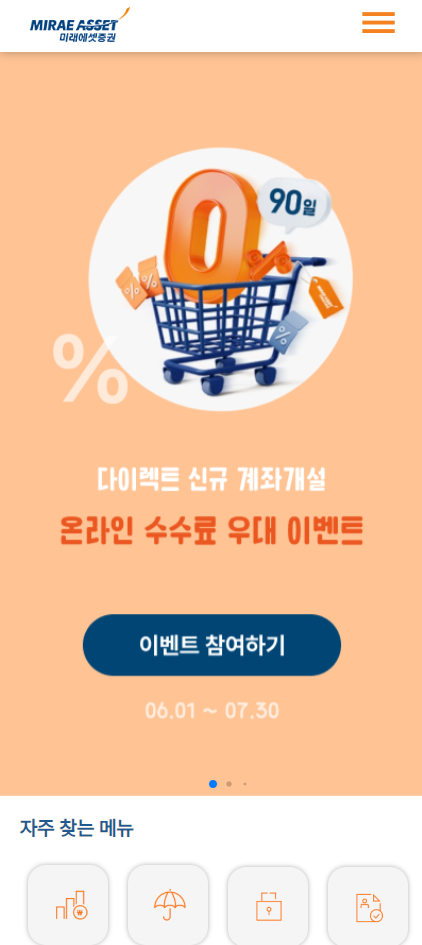 MIRAE ASSET
미래에셋증권
0
90일
%
%
%
%
다이렉트 신규 계좌개설
온라인 수수료 우대 이벤트
이벤트 참여하기
06.01 ~ 07.30
자주 찾는 메뉴
₩